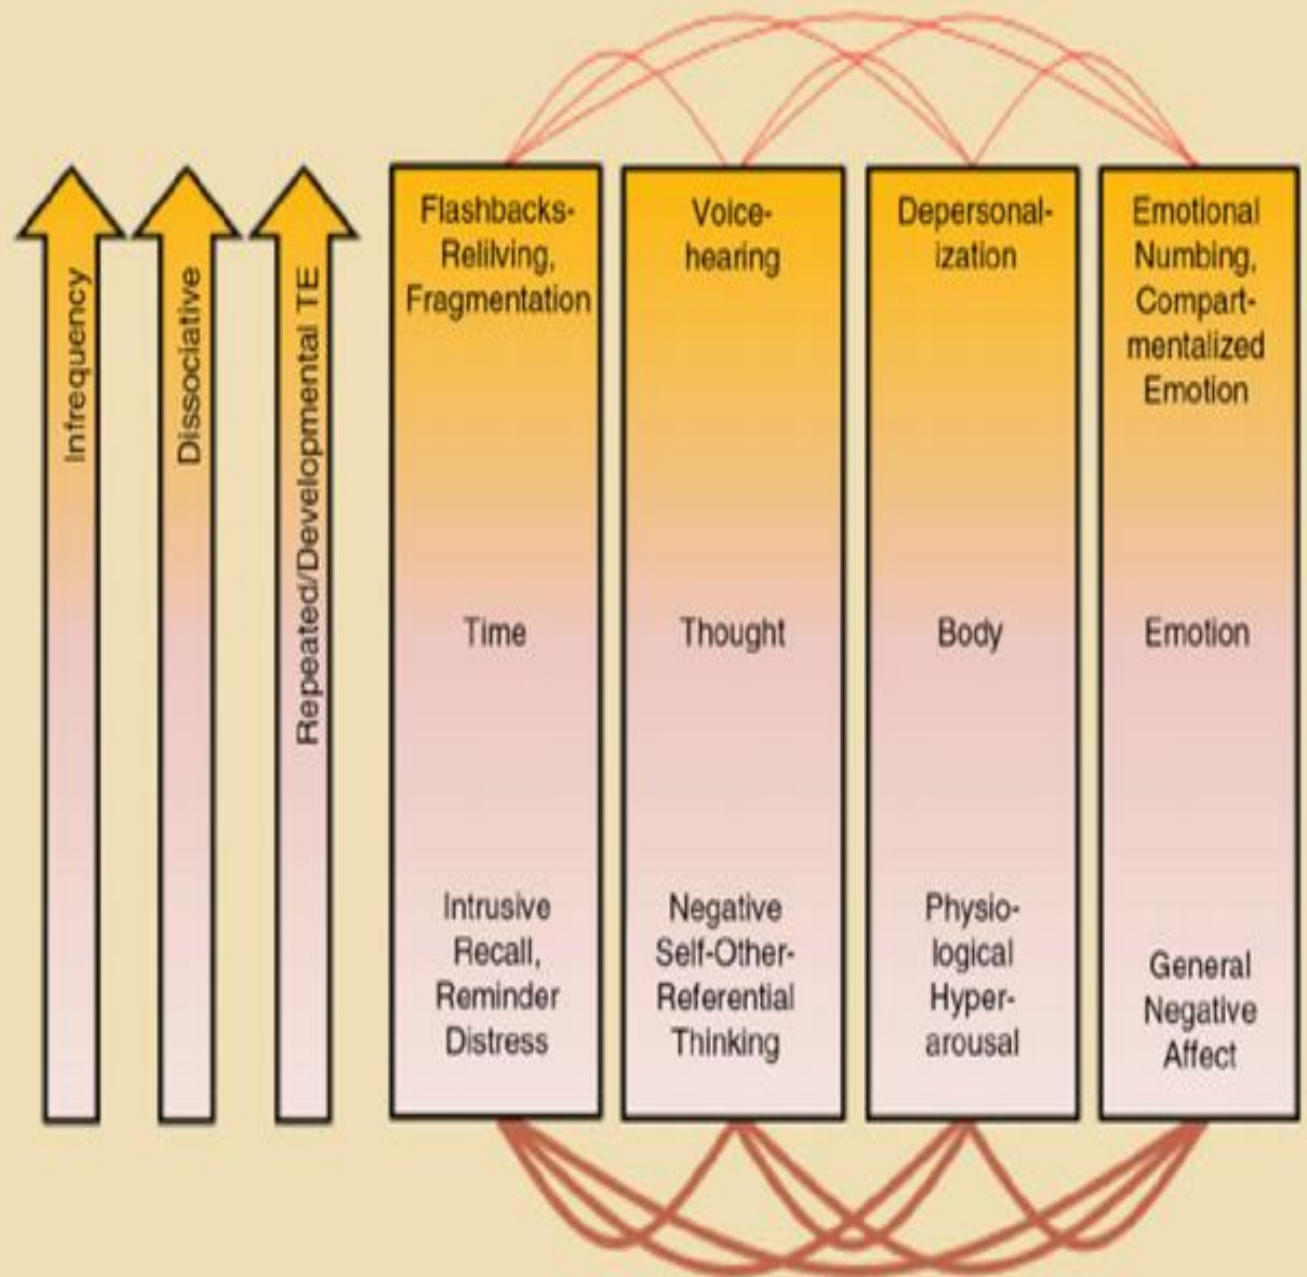 Infrequency
Dissociative
Repeated/Developmental TE
Flashbacks-
Relilving,
Fragmentation
Time
Intrusive
Recall,
Reminder
Distress
Voice-
hearing
Thought
Negative
Self-Other-
Referential
Thinking
Depersonal-
ization
Body
Physio-
logical
Hyper-
arousal
Emotional
Numbing,
Compart-
mentalized
Emotion
Emotion
General
Negative
Affect